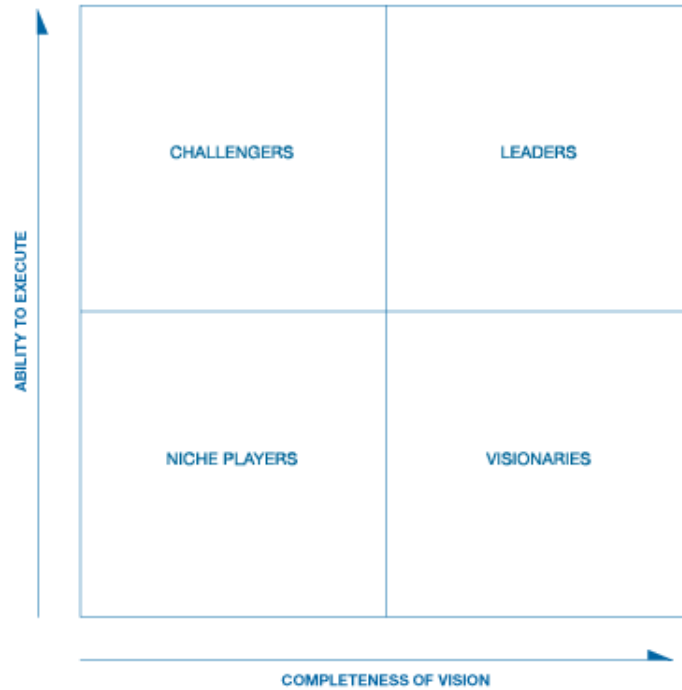 CHALLENGERS
LEADERS
ABILITY TO EXECUTE
NICHE PLAYERS
VISIONARIES
COMPLETENESS OF VISION